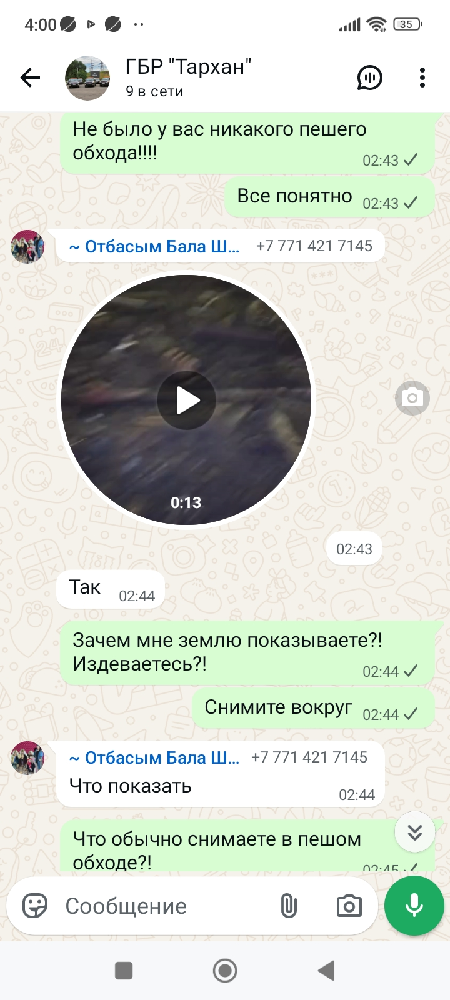 4:00
35
ГБР "Тархан"
9 в сети
Не было у вас никакого пешего
обхода!!!!
02:43
Все понятно
02:43
~ Отбасым Бала Ш... +7 771 421 7145
0:13
02:43
Так
02:44
Зачем мне землю показываете?!
Издеваетесь?!
02:44
Снимите вокруг
02:44
~ Отбасым Бала Ш... +7 771 421 7145
Что показать
02:44
Что обычно снимаете в пешом
обходе?!
02:45
Сообщение